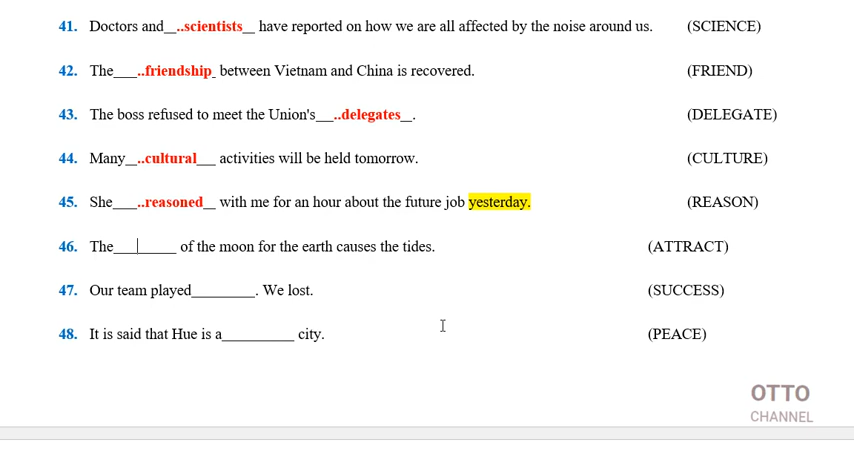 41. Doctors and__..scientists__ have reported on how we are all affected by the noise around us. (SCIENCE)
42. The___..friendship_ between Vietnam and China is recovered. (FRIEND)
43. The boss refused to meet the Union's__..delegates__. (DELEGATE)
44. Many__..cultural___ activities will be held tomorrow. (CULTURE)
45. She___..reasoned__ with me for an hour about the future job yesterday. (REASON)
46. The________ of the moon for the earth causes the tides. (ATTRACT)
47. Our team played________. We lost. (SUCCESS)
48. It is said that Hue is a_________ city. (PEACE)
OTTO
CHANNEL